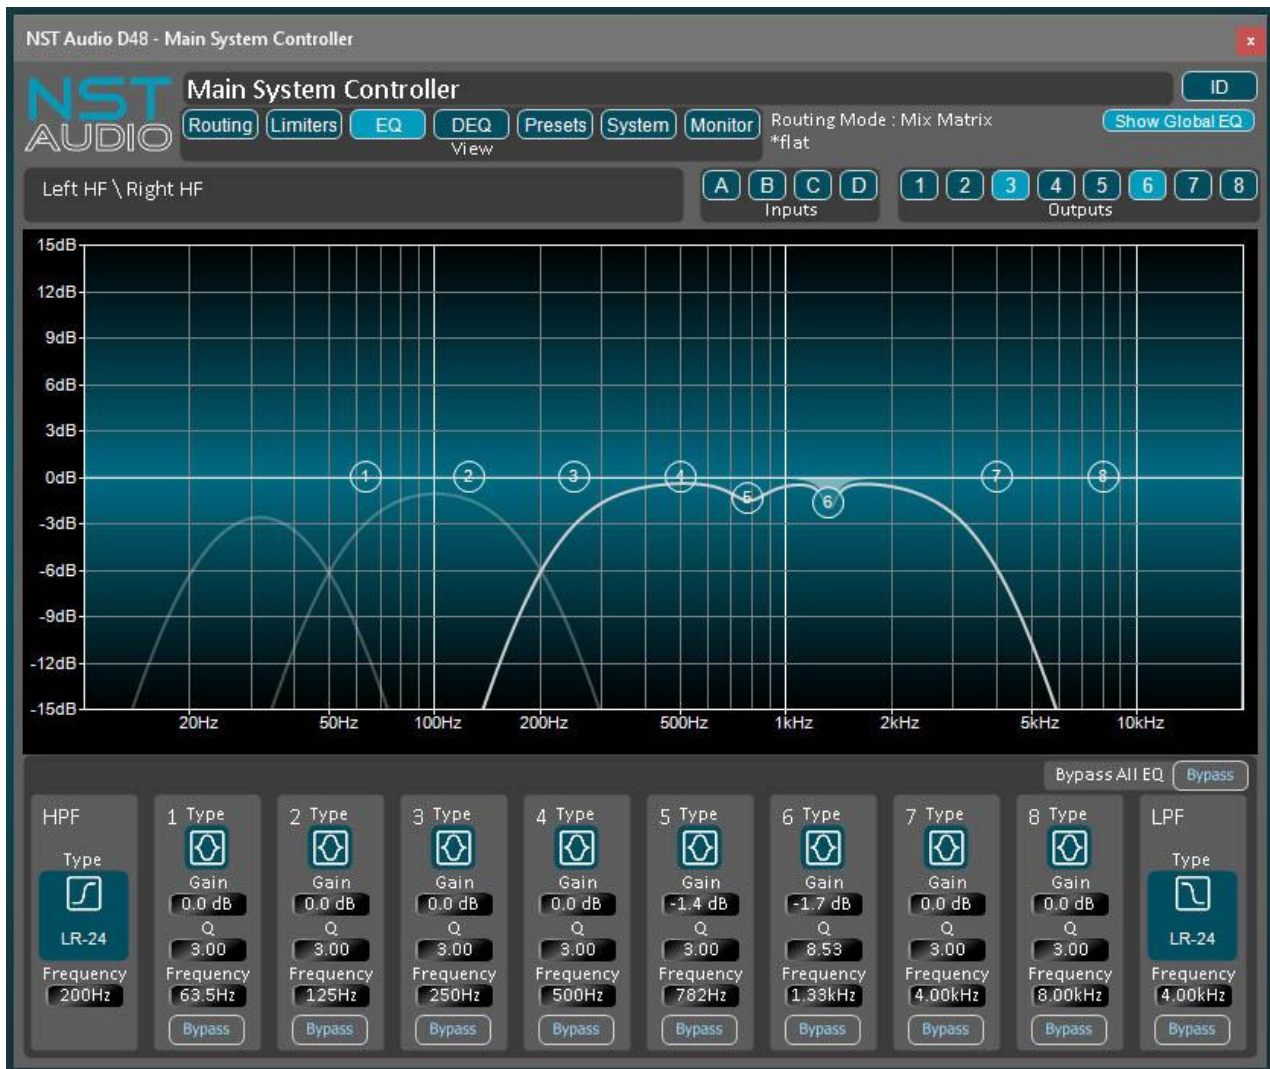 NST Audio D48 - Main System Controller
x
NST
AUDIO
Main System Controller
ID
Routing Limiters EQ DEQ Presets System Monitor
View
Routing Mode : Mix Matrix
*flat
Show Global EQ
Left HF \ Right HF
A B C D
Inputs
1 2 3 4 5 6 7 8
Outputs
15dB
12dB
9dB
6dB
3dB
0dB
-3dB
-6dB
-9dB
-12dB
-15dB
1 2 3 4 5 6 7 8
20Hz 50Hz 100Hz 200Hz 500Hz 1kHz 2kHz 5kHz 10kHz
Bypass All EQ Bypass
HPF
Type
LR-24
Frequency
200Hz
1 Type
Gain
0.0 dB
Q
3.00
Frequency
63.5Hz
Bypass
2 Type
Gain
0.0 dB
Q
3.00
Frequency
125Hz
Bypass
3 Type
Gain
0.0 dB
Q
3.00
Frequency
250Hz
Bypass
4 Type
Gain
0.0 dB
Q
3.00
Frequency
500Hz
Bypass
5 Type
Gain
-1.4 dB
Q
3.00
Frequency
782Hz
Bypass
6 Type
Gain
-1.7 dB
Q
8.53
Frequency
1.33kHz
Bypass
7 Type
Gain
0.0 dB
Q
3.00
Frequency
4.00kHz
Bypass
8 Type
Gain
0.0 dB
Q
3.00
Frequency
8.00kHz
Bypass
LPF
Type
LR-24
Frequency
4.00kHz
Bypass